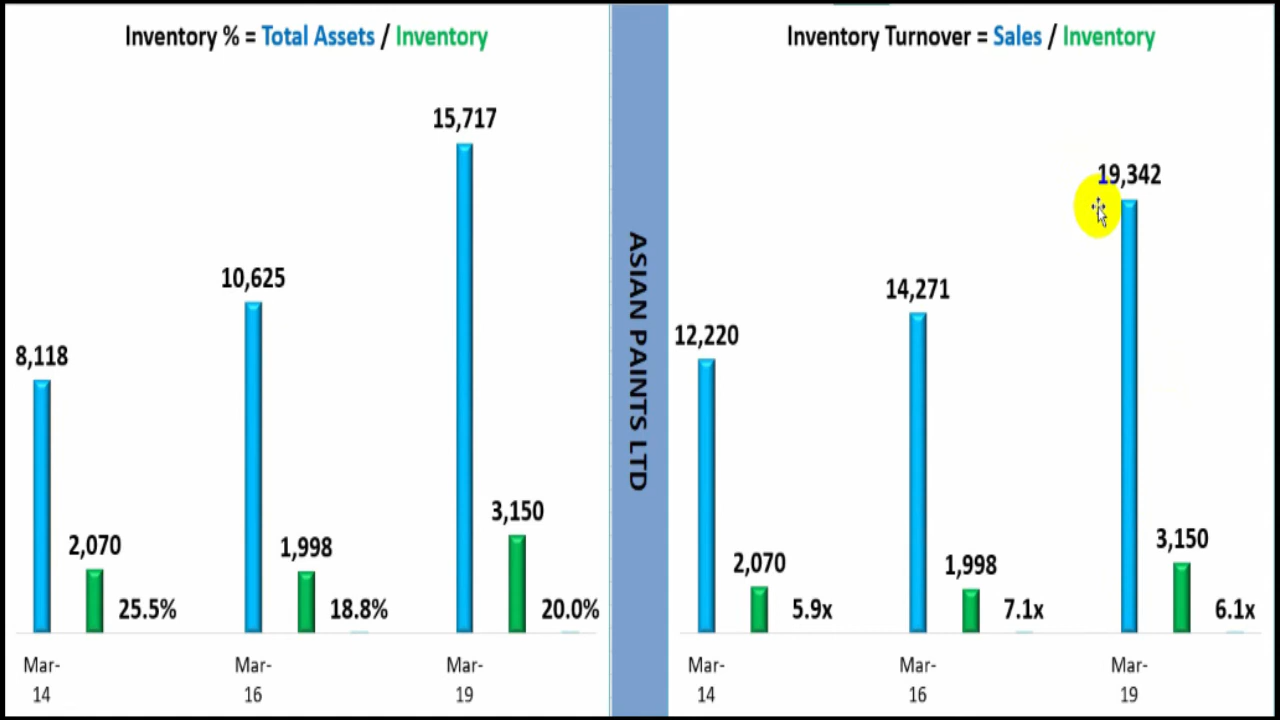 Inventory % = Total Assets / Inventory
15,717
10,625
8,118
3,150
2,070
1,998
25.5%
18.8%
20.0%
Mar-
14
Mar-
16
Mar-
19
ASIAN PAINTS LTD
Inventory Turnover = Sales / Inventory
19,342
14,271
12,220
3,150
2,070
1,998
5.9x
7.1x
6.1x
Mar-
14
Mar-
16
Mar-
19